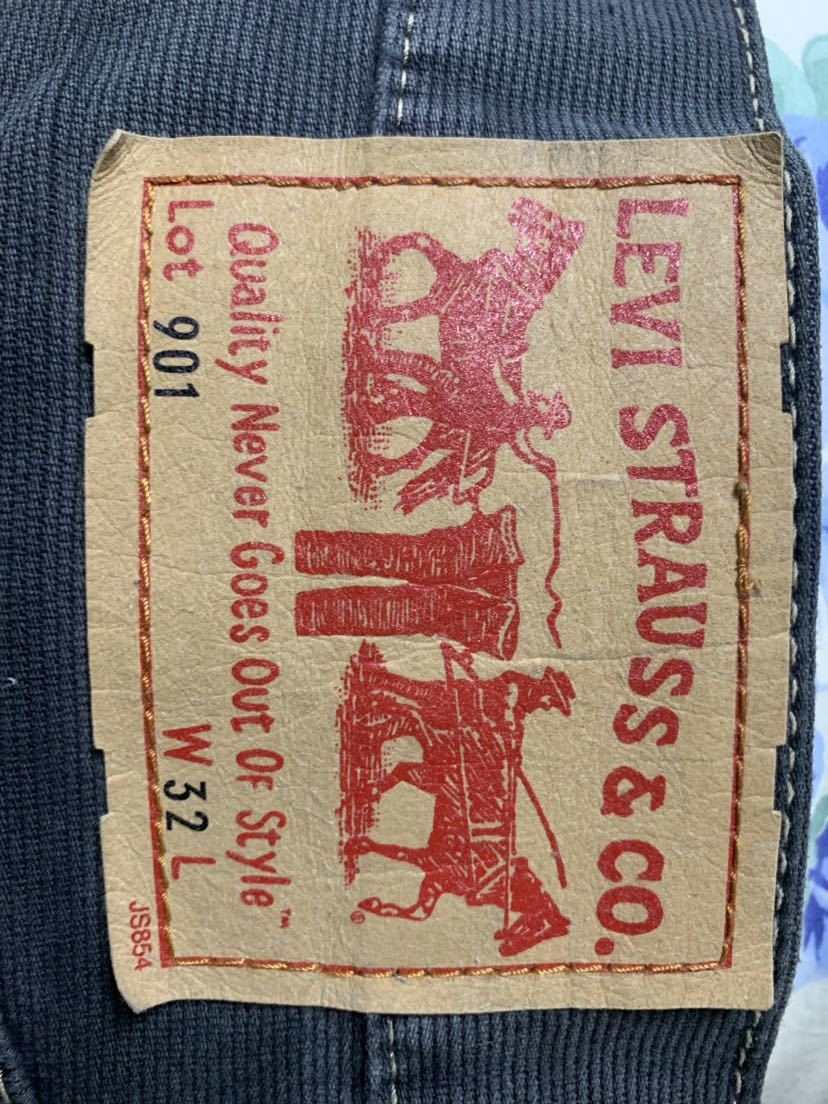 LEVI STRAUSS & CO.
®
Quality Never Goes Out Of Style™
Lot 901 W 32 L
JS854